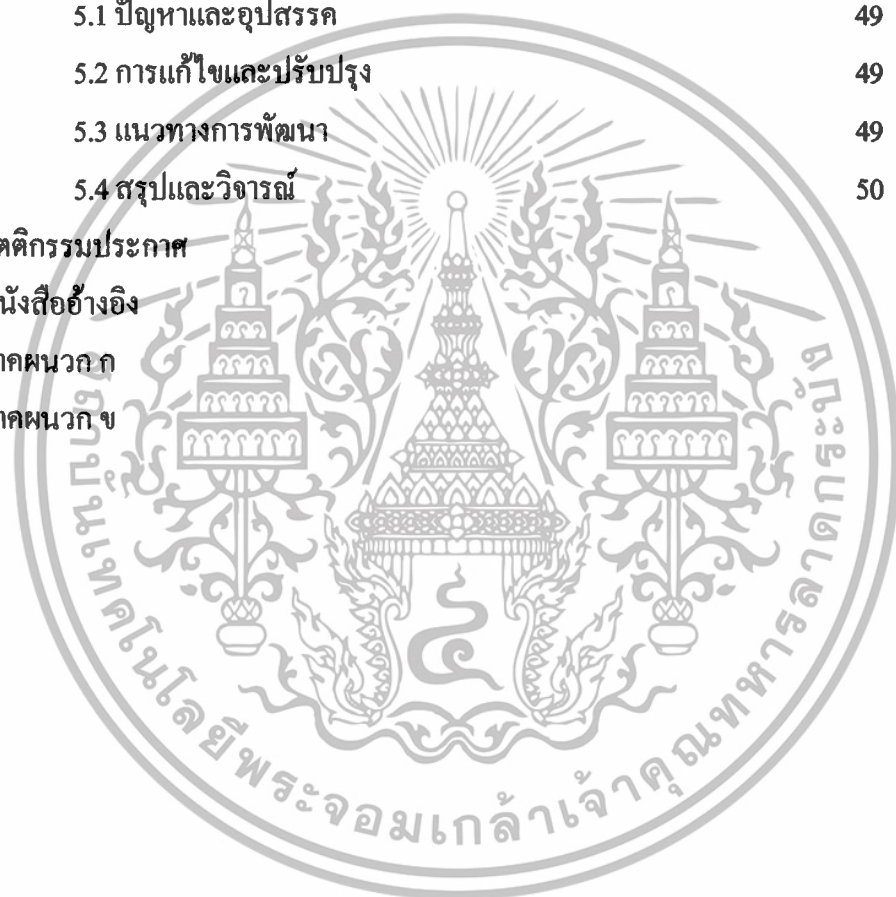 5.1 ปัญหาและอุปสรรค 49
5.2 การแก้ไขและปรับปรุง 49
5.3 แนวทางการพัฒนา 49
5.4 สรุปและวิจารณ์ 50
ตติกรรมประกาศ
นังสืออ้างอิง
าคผนวก ก
าคผนวก ข
สถาบันเทคโนโลยีพระจอมเกล้าเจ้าคุณทหารลาดกระบัง
๔